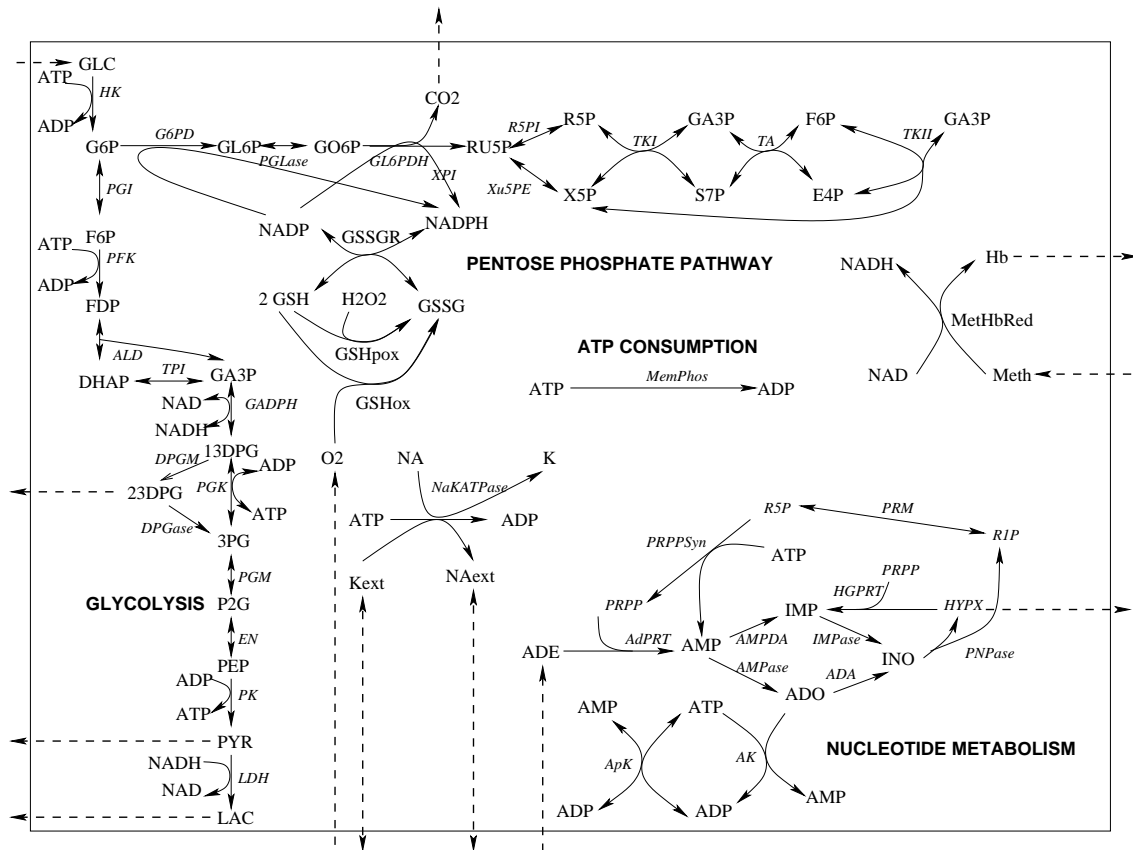 GLC
ATP
HK
ADP
CO2
G6P
G6PD
GL6P
PGLase
GO6P
GL6PDH
RU5P
R5PI
R5P
TKI
GA3P
TA
F6P
TKII
GA3P
XPI
Xu5PE
X5P
S7P
E4P
PGI
NADP
NADPH
GSSGR
F6P
ATP
PFK
ADP
FDP
PENTOSE PHOSPHATE PATHWAY
NADH
Hb
2 GSH
H2O2
GSSG
MetHbRed
GSHpox
ALD
ATP CONSUMPTION
DHAP
TPI
GA3P
GSHox
ATP
MemPhos
ADP
NAD
Meth
NAD
GADPH
NADH
13DPG
DPGM
ADP
O2
NA
K
NaKATPase
23DPG
PGK
ATP
DPGase
3PG
ATP
ADP
R5P
PRM
R1P
PRPPSyn
ATP
PGM
Kext
NAext
PRPP
HGPRT
GLYCOLYSIS
P2G
PRPP
IMP
HYPX
EN
AdPRT
AMP
AMPDA
IMPase
PNPase
PEP
ADE
INO
AMPase
ADA
ADP
PK
ATP
ADO
AMP
ATP
PYR
NUCLEOTIDE METABOLISM
NADH
ApK
AK
LDH
NAD
AMP
LAC
ADP
ADP